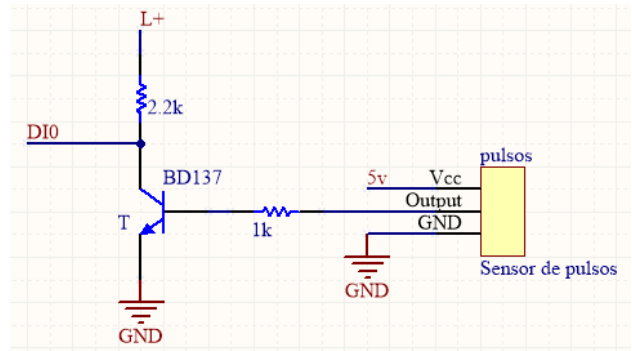 L+
2.2k
DI0
BD137
T
1k
GND
pulsos
5v
Vcc
Output
GND
GND
Sensor de pulsos